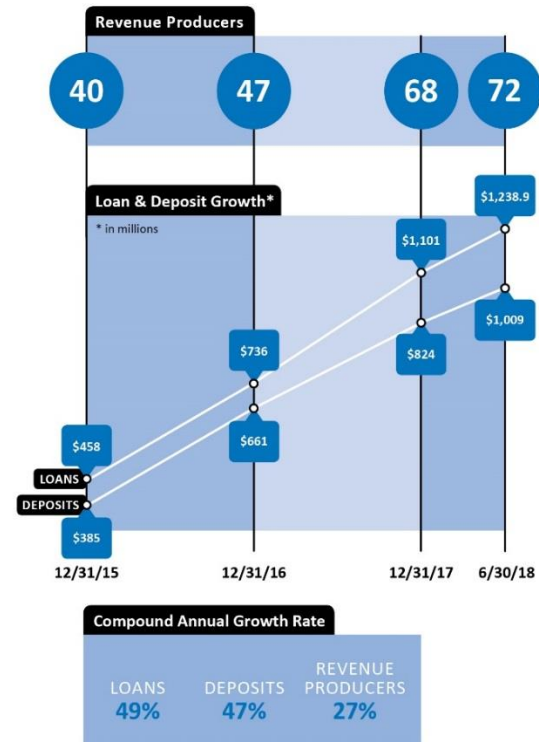 Revenue Producers
40 47 68 72
Loan & Deposit Growth*
* in millions
$1,238.9
$1,101
$1,009
$736
$824
$661
$458
LOANS
DEPOSITS
$385
12/31/15 12/31/16 12/31/17 6/30/18
Compound Annual Growth Rate
LOANS DEPOSITS REVENUE PRODUCERS
49% 47% 27%